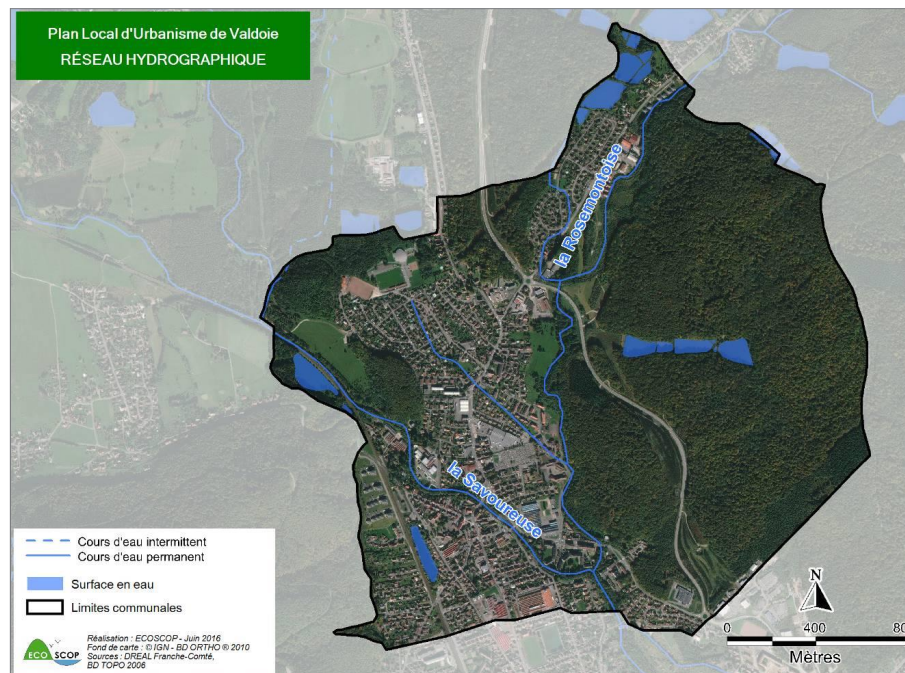 Plan Local d'Urbanisme de Valdoie
RÉSEAU HYDROGRAPHIQUE
la Rosemontoise
la Savoureuse
Cours d'eau intermittent
Cours d'eau permanent
Surface en eau
Limites communales
ECO SCOP
Réalisation : ECOSCOP - Juin 2016
Fond de carte : © IGN - BD ORTHO ® 2010
Sources : DREAL Franche-Comté,
BD TOPO 2006
N
0 400 80
Mètres